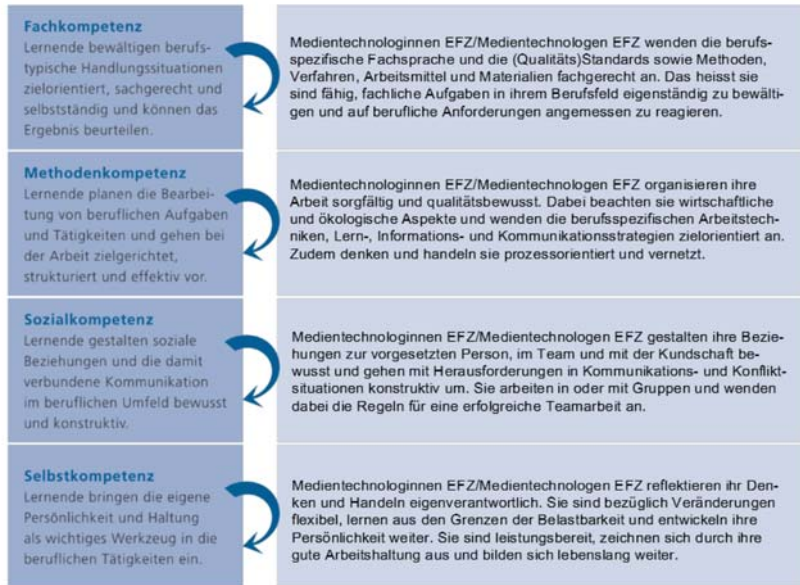 Fachkompetenz
Lernende bewältigen berufs-
typische Handlungssituationen
zielorientiert, sachgerecht und
selbstständig und können das
Ergebnis beurteilen.
Medientechnologinnen EFZ/Medientechnologen EFZ wenden die berufs-
spezifische Fachsprache und die (Qualitäts)Standards sowie Methoden,
Verfahren, Arbeitsmittel und Materialien fachgerecht an. Das heisst sie
sind fähig, fachliche Aufgaben in ihrem Berufsfeld eigenständig zu bewälti-
gen und auf berufliche Anforderungen angemessen zu reagieren.
Methodenkompetenz
Lernende planen die Bearbei-
tung von beruflichen Aufgaben
und Tätigkeiten und gehen bei
der Arbeit zielgerichtet,
strukturiert und effektiv vor.
Medientechnologinnen EFZ/Medientechnologen EFZ organisieren ihre
Arbeit sorgfältig und qualitätsbewusst. Dabei beachten sie wirtschaftliche
und ökologische Aspekte und wenden die berufsspezifischen Arbeitstech-
niken, Lern-, Informations- und Kommunikationsstrategien zielorientiert an.
Zudem denken und handeln sie prozessorientiert und vernetzt.
Sozialkompetenz
Lernende gestalten soziale
Beziehungen und die damit
verbundene Kommunikation
im beruflichen Umfeld bewusst
und konstruktiv.
Medientechnologinnen EFZ/Medientechnologen EFZ gestalten ihre Bezie-
hungen zur vorgesetzten Person, im Team und mit der Kundschaft be-
wusst und gehen mit Herausforderungen in Kommunikations- und Konflikt-
situationen konstruktiv um. Sie arbeiten in oder mit Gruppen und wenden
dabei die Regeln für eine erfolgreiche Teamarbeit an.
Selbstkompetenz
Lernende bringen die eigene
Persönlichkeit und Haltung
als wichtiges Werkzeug in die
beruflichen Tätigkeiten ein.
Medientechnologinnen EFZ/Medientechnologen EFZ reflektieren ihr Den-
ken und Handeln eigenverantwortlich. Sie sind bezüglich Veränderungen
flexibel, lernen aus den Grenzen der Belastbarkeit und entwickeln ihre
Persönlichkeit weiter. Sie sind leistungsbereit, zeichnen sich durch ihre
gute Arbeitshaltung aus und bilden sich lebenslang weiter.